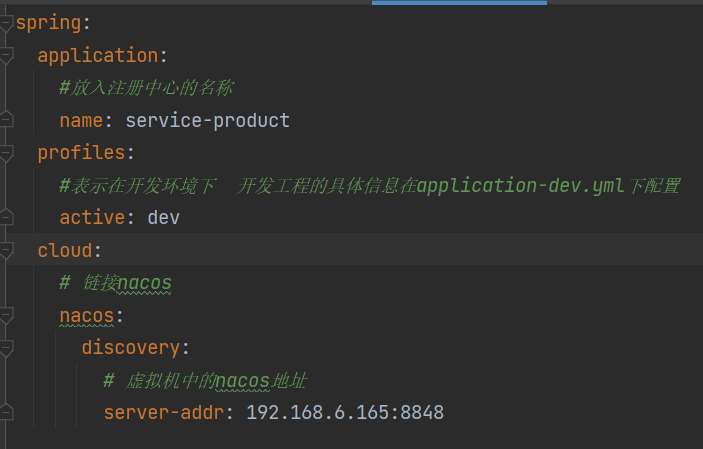 spring:
  application:
    #放入注册中心的名称
    name: service-product
  profiles:
    #表示在开发环境下  开发工程的具体信息在application-dev.yml下配置
    active: dev
  cloud:
    # 链接nacos
    nacos:
      discovery:
        # 虚拟机中的nacos地址
        server-addr: 192.168.6.165:8848